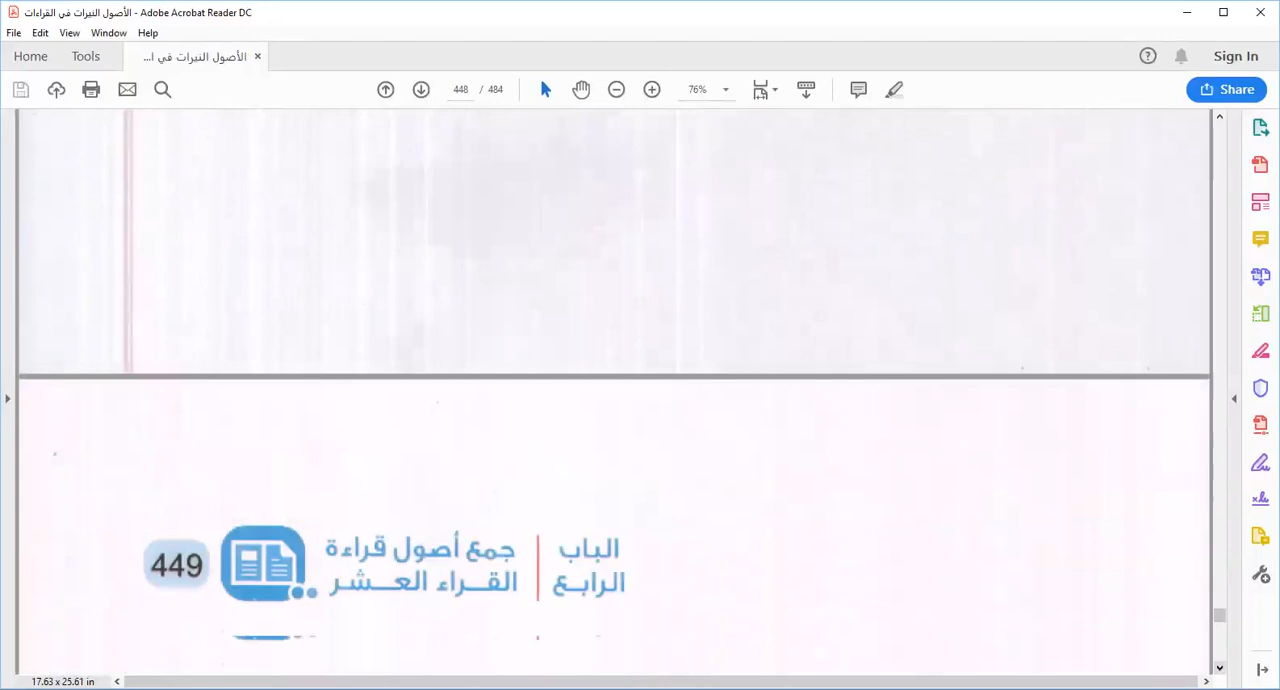 الأصول النيرات في القراءات - Adobe Acrobat Reader DC
File Edit View Window Help
Home Tools الأصول النيرات في ا... ×
Sign In
448 / 484
76%
Share
الباب جمع أصول قراءة
الرابع القراء العشر
449
17.63 x 25.61 in